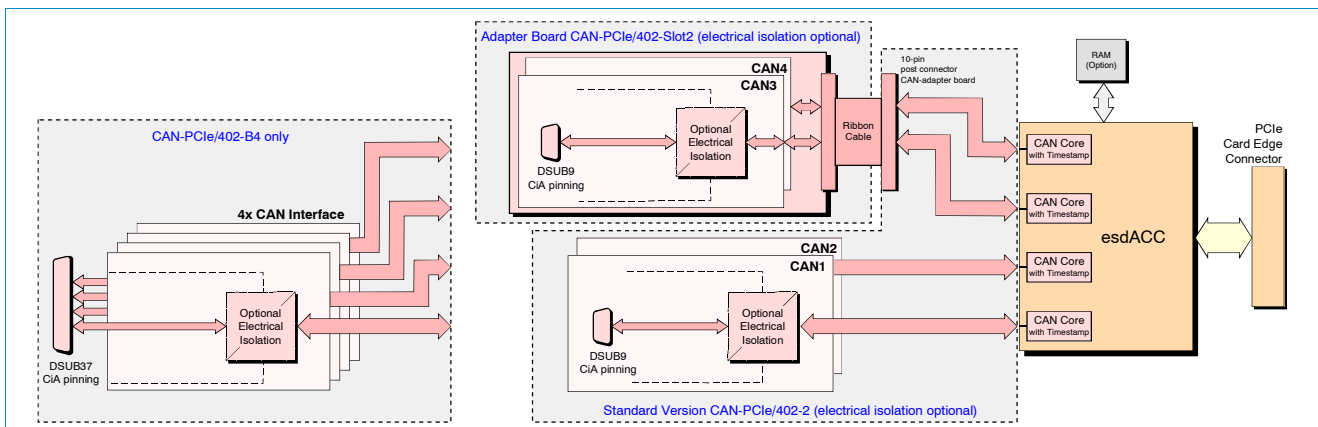 CAN-PCIe/402-B4 only
4x CAN Interface
Optional
Electrical
Isolation
DSUB37
CiA pinning
Adapter Board CAN-PCIe/402-Slot2 (electrical isolation optional)
CAN4
CAN3
Optional
Electrical
Isolation
DSUB9
CiA pinning
Ribbon
Cable
10-pin
post connector
CAN-adapter board
CAN2
CAN1
Optional
Electrical
Isolation
DSUB9
CiA pinning
Standard Version CAN-PCIe/402-2 (electrical isolation optional)
RAM
(Option)
CAN Core
with Timestamp
CAN Core
with Timestamp
esdACC
CAN Core
with Timestamp
CAN Core
with Timestamp
PCIe
Card Edge
Connector